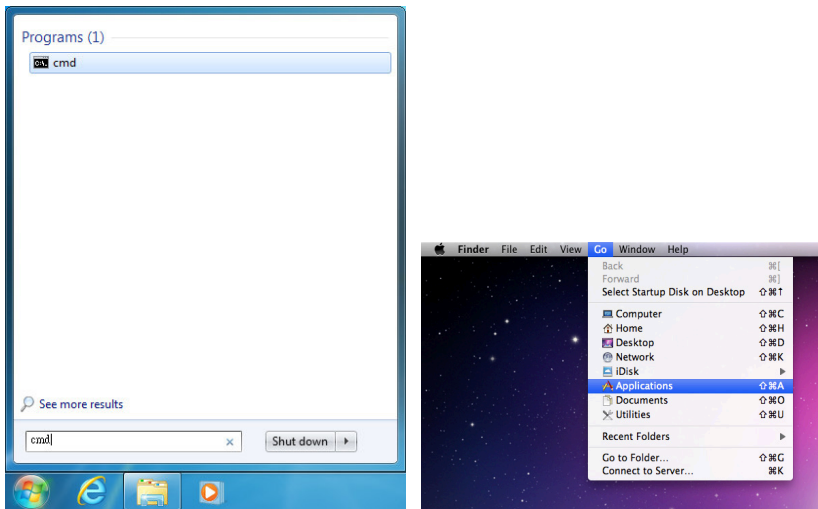 Programs (1)
C:\.
cmd
See more results
cmd
Shut down
Finder File Edit View Go Window Help
Back ⌘[
Forward ⌘]
Select Startup Disk on Desktop ⇧⌘↑
Computer ⇧⌘C
Home ⇧⌘H
Desktop ⇧⌘D
Network ⇧⌘K
iDisk
Applications ⇧⌘A
Documents ⇧⌘O
Utilities ⇧⌘U
Recent Folders
Go to Folder... ⇧⌘G
Connect to Server... ⌘K